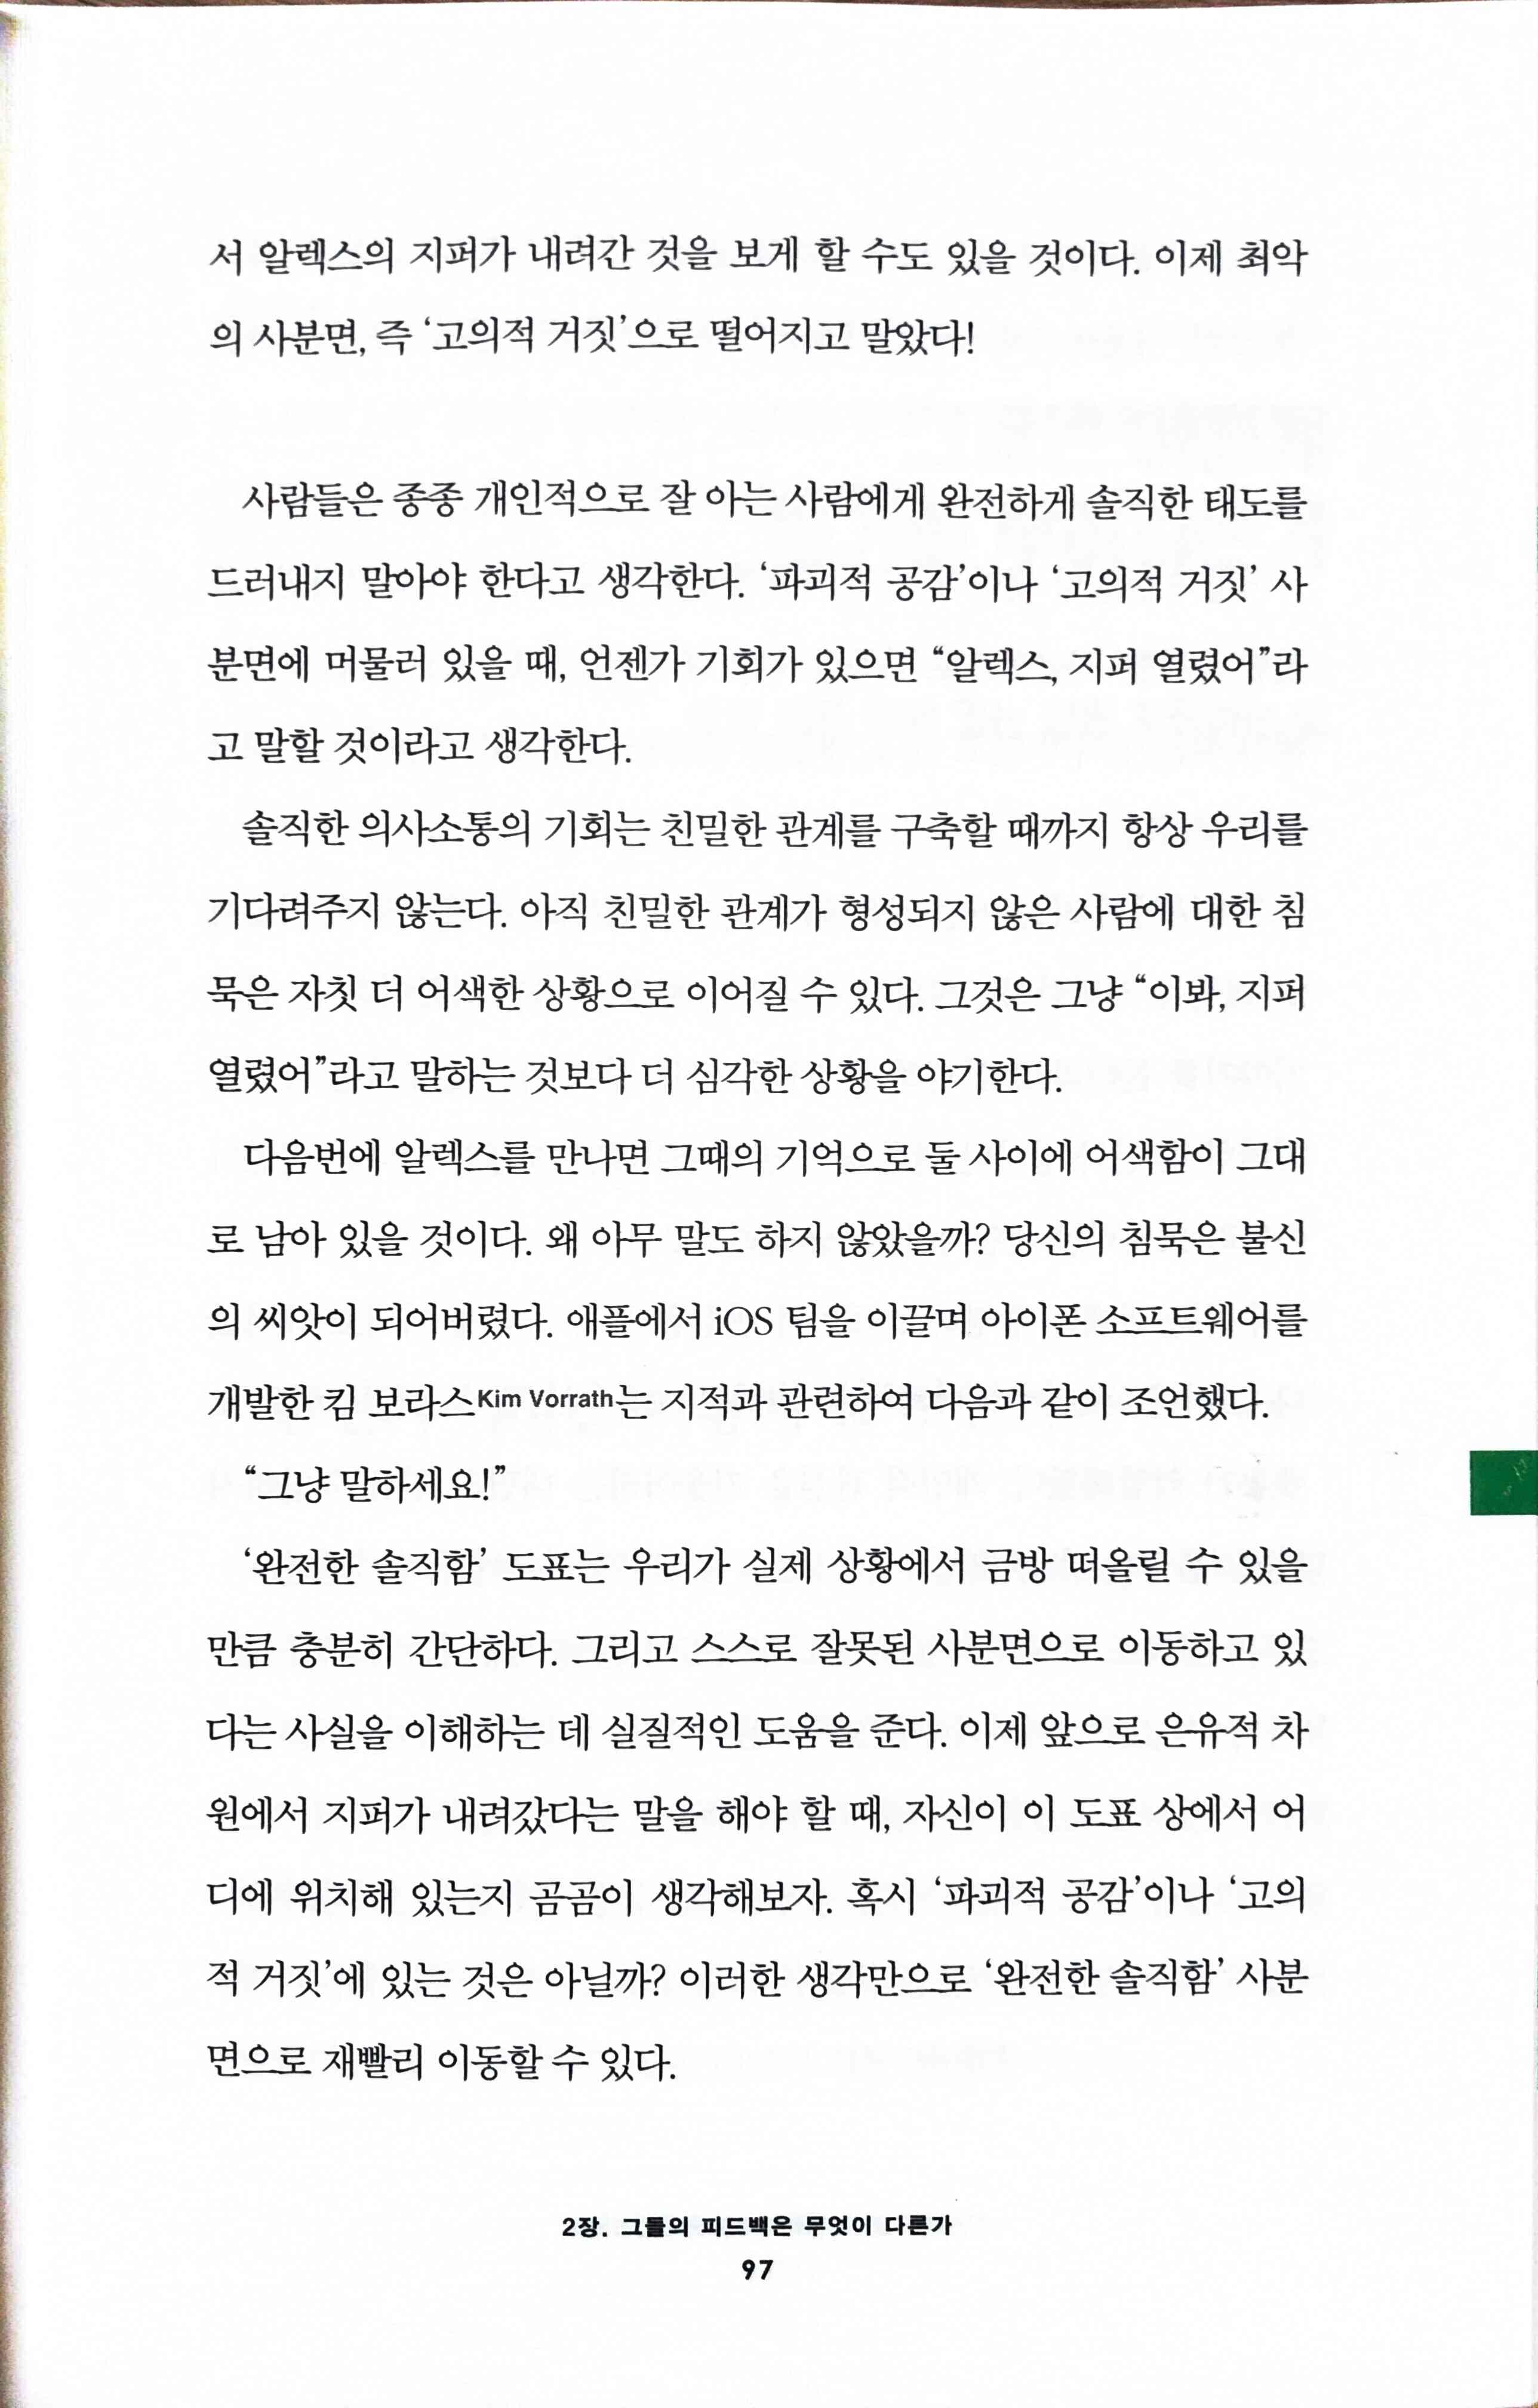 서 알렉스의 지퍼가 내려간 것을 보게 할 수도 있을 것이다. 이제 최악
의 사분면, 즉 ‘고의적 거짓’으로 떨어지고 말았다!
사람들은 종종 개인적으로 잘 아는 사람에게 완전하게 솔직한 태도를
드러내지 말아야 한다고 생각한다. ‘파괴적 공감’이나 ‘고의적 거짓’ 사
분면에 머물러 있을 때, 언젠가 기회가 있으면 “알렉스, 지퍼 열렸어”라
고 말할 것이라고 생각한다.
솔직한 의사소통의 기회는 친밀한 관계를 구축할 때까지 항상 우리를
기다려주지 않는다. 아직 친밀한 관계가 형성되지 않은 사람에 대한 침
묵은 자칫 더 어색한 상황으로 이어질 수 있다. 그것은 그냥 “이봐, 지퍼
열렸어”라고 말하는 것보다 더 심각한 상황을 야기한다.
다음번에 알렉스를 만나면 그때의 기억으로 둘 사이에 어색함이 그대
로 남아 있을 것이다. 왜 아무 말도 하지 않았을까? 당신의 침묵은 불신
의 씨앗이 되어버렸다. 애플에서 iOS 팀을 이끌며 아이폰 소프트웨어를
개발한 킴 보라스Kim Vorrath는 지적과 관련하여 다음과 같이 조언했다.
“그냥 말하세요!”
‘완전한 솔직함’ 도표는 우리가 실제 상황에서 금방 떠올릴 수 있을
만큼 충분히 간단하다. 그리고 스스로 잘못된 사분면으로 이동하고 있
다는 사실을 이해하는 데 실질적인 도움을 준다. 이제 앞으로 은유적 차
원에서 지퍼가 내려갔다는 말을 해야 할 때, 자신이 이 도표 상에서 어
디에 위치해 있는지 곰곰이 생각해보자. 혹시 ‘파괴적 공감’이나 ‘고의
적 거짓’에 있는 것은 아닐까? 이러한 생각만으로 ‘완전한 솔직함’ 사분
면으로 재빨리 이동할 수 있다.
2장. 그들의 피드백은 무엇이 다른가
97